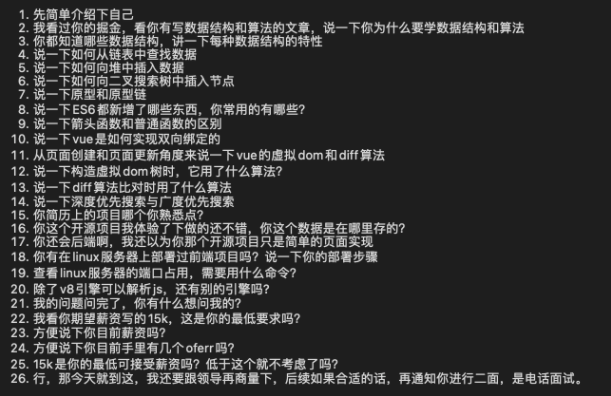 1. 先简单介绍下自己
2. 我看过你的掘金，看你有写数据结构和算法的文章，说一下你为什么要学数据结构和算法
3. 你都知道哪些数据结构，讲一下每种数据结构的特性
4. 说一下如何从链表中查找数据
5. 说一下如何向堆中插入数据
6. 说一下如何向二叉搜索树中插入节点
7. 说一下原型和原型链
8. 说一下ES6都新增了哪些东西，你常用的有哪些？
9. 说一下箭头函数和普通函数的区别
10. 说一下vue是如何实现双向绑定的
11. 从页面创建和页面更新角度来说一下vue的虚拟dom和diff算法
12. 说一下构造虚拟dom树时，它用了什么算法？
13. 说一下diff算法比对时用了什么算法
14. 说一下深度优先搜索与广度优先搜索
15. 你简历上的项目哪个你熟悉点？
16. 你这个开源项目我体验了下做的还不错，你这个数据是在哪里存的？
17. 你还会后端啊，我还以为你那个开源项目只是简单的页面实现
18. 你有在linux服务器上部署过前端项目吗？说一下你的部署步骤
19. 查看linux服务器的端口占用，需要用什么命令？
20. 除了v8引擎可以解析js，还有别的引擎吗？
21. 我的问题问完了，你有什么想问我的？
22. 我看你期望薪资写的15k，这是你的最低要求吗？
23. 方便说下你目前薪资吗？
24. 方便说下你目前手里有几个oferr吗？
25. 15k是你的最低可接受薪资吗？低于这个就不考虑了吗？
26. 行，那今天就到这，我还要跟领导再商量下，后续如果合适的话，再通知你进行二面，是电话面试。